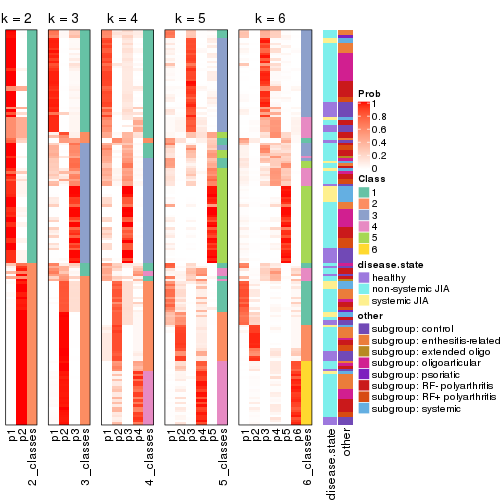 k = 2 k = 3 k = 4 k = 5 k = 6
Prob
1
0.8
0.6
0.4
0.2
0
Class
1
2
3
4
5
6
disease.state
healthy
non-systemic JIA
systemic JIA
other
subgroup: control
subgroup: enthesitis-related
subgroup: extended oligo
subgroup: oligoarticular
subgroup: psoriatic
subgroup: RF- polyarthritis
subgroup: RF+ polyarthritis
subgroup: systemic
p1 p2 2_classes p1 p2 p3 3_classes p1 p2 p3 p4 4_classes p1 p2 p3 p4 p5 5_classes p1 p2 p3 p4 p5 p6 6_classes disease.state other